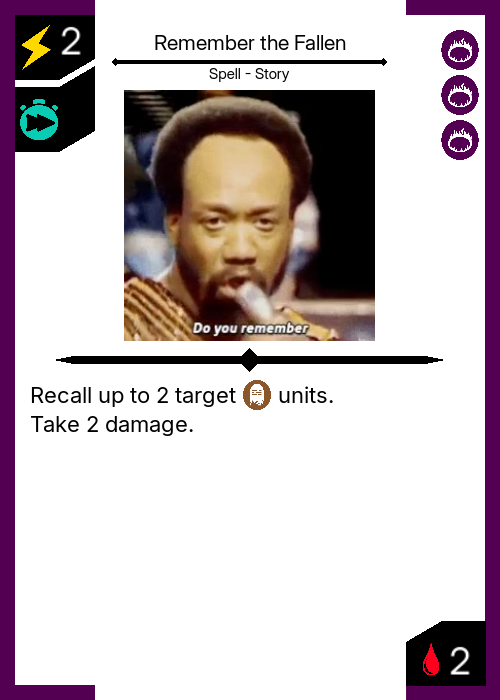 2
Remember the Fallen
Spell - Story
Do you remember
Recall up to 2 target units.
Take 2 damage.
2